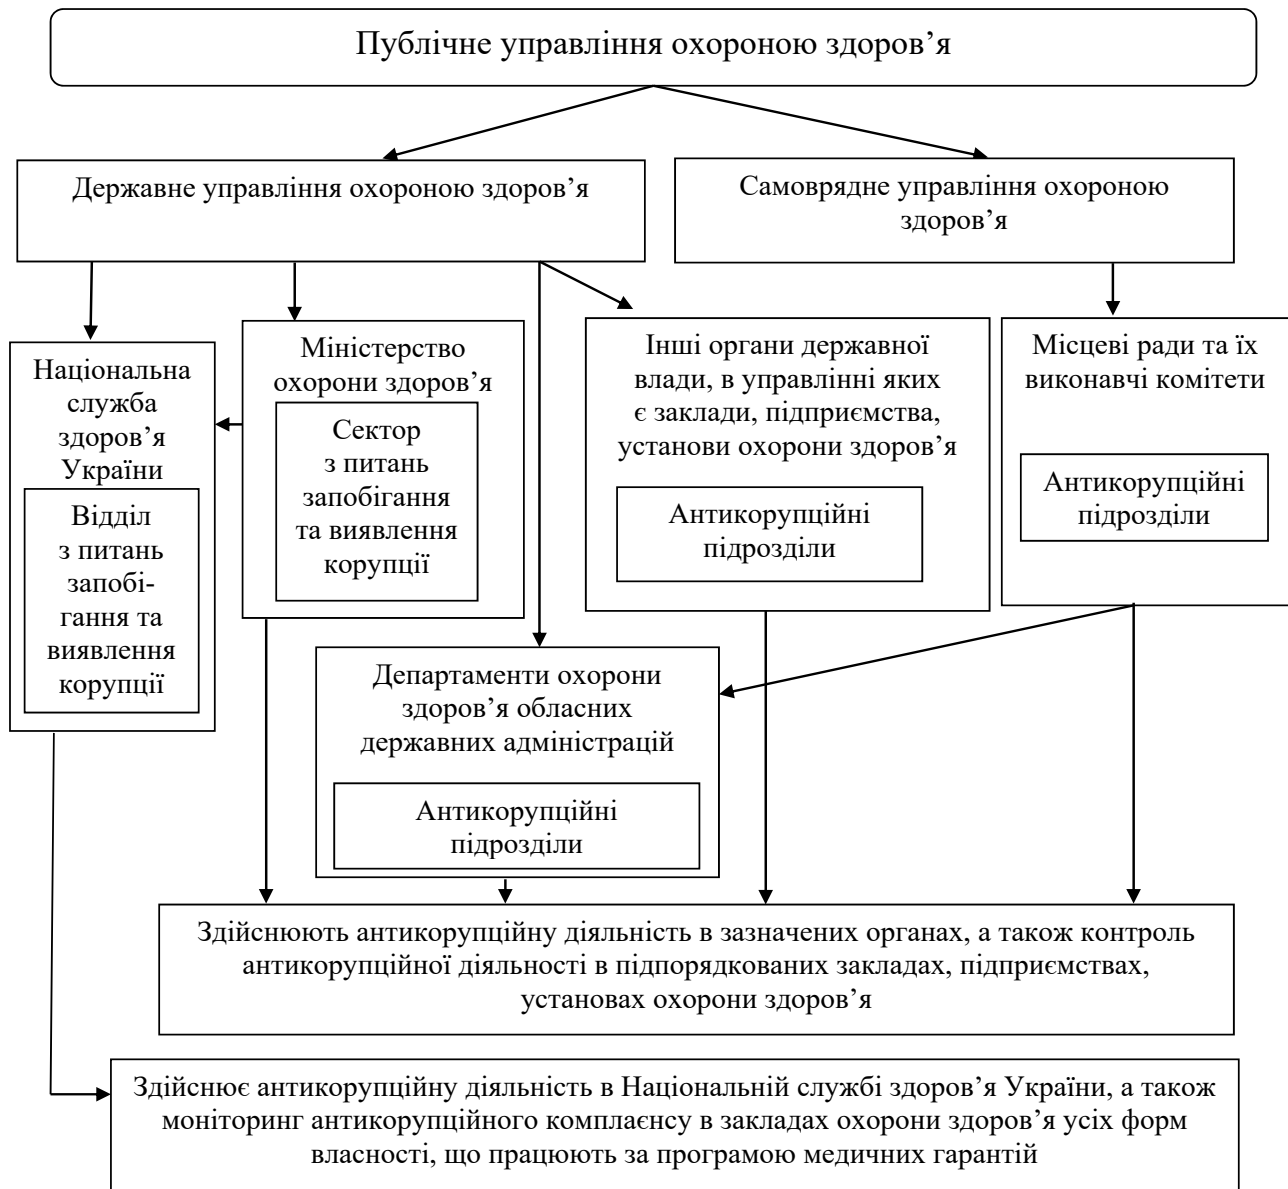 Публічне управління охороною здоров’я
Державне управління охороною здоров’я
Самоврядне управління охороною
здоров’я
Національна
служба
здоров’я
України
Відділ
з питань
запобі-
гання та
виявлення
корупції
Міністерство
охорони здоров’я
Сектор
з питань
запобігання
та виявлення
корупції
Інші органи державної
влади, в управлінні яких
є заклади, підприємства,
установи охорони здоров’я
Антикорупційні
підрозділи
Місцеві ради та їх
виконавчі комітети
Антикорупційні
підрозділи
Департаменти охорони
здоров’я обласних
державних адміністрацій
Антикорупційні
підрозділи
Здійснюють антикорупційну діяльність в зазначених органах, а також контроль
антикорупційної діяльності в підпорядкованих закладах, підприємствах,
установах охорони здоров’я
Здійснює антикорупційну діяльність в Національній службі здоров’я України, а також
моніторинг антикорупційного комплаєнсу в закладах охорони здоров’я усіх форм
власності, що працюють за програмою медичних гарантій